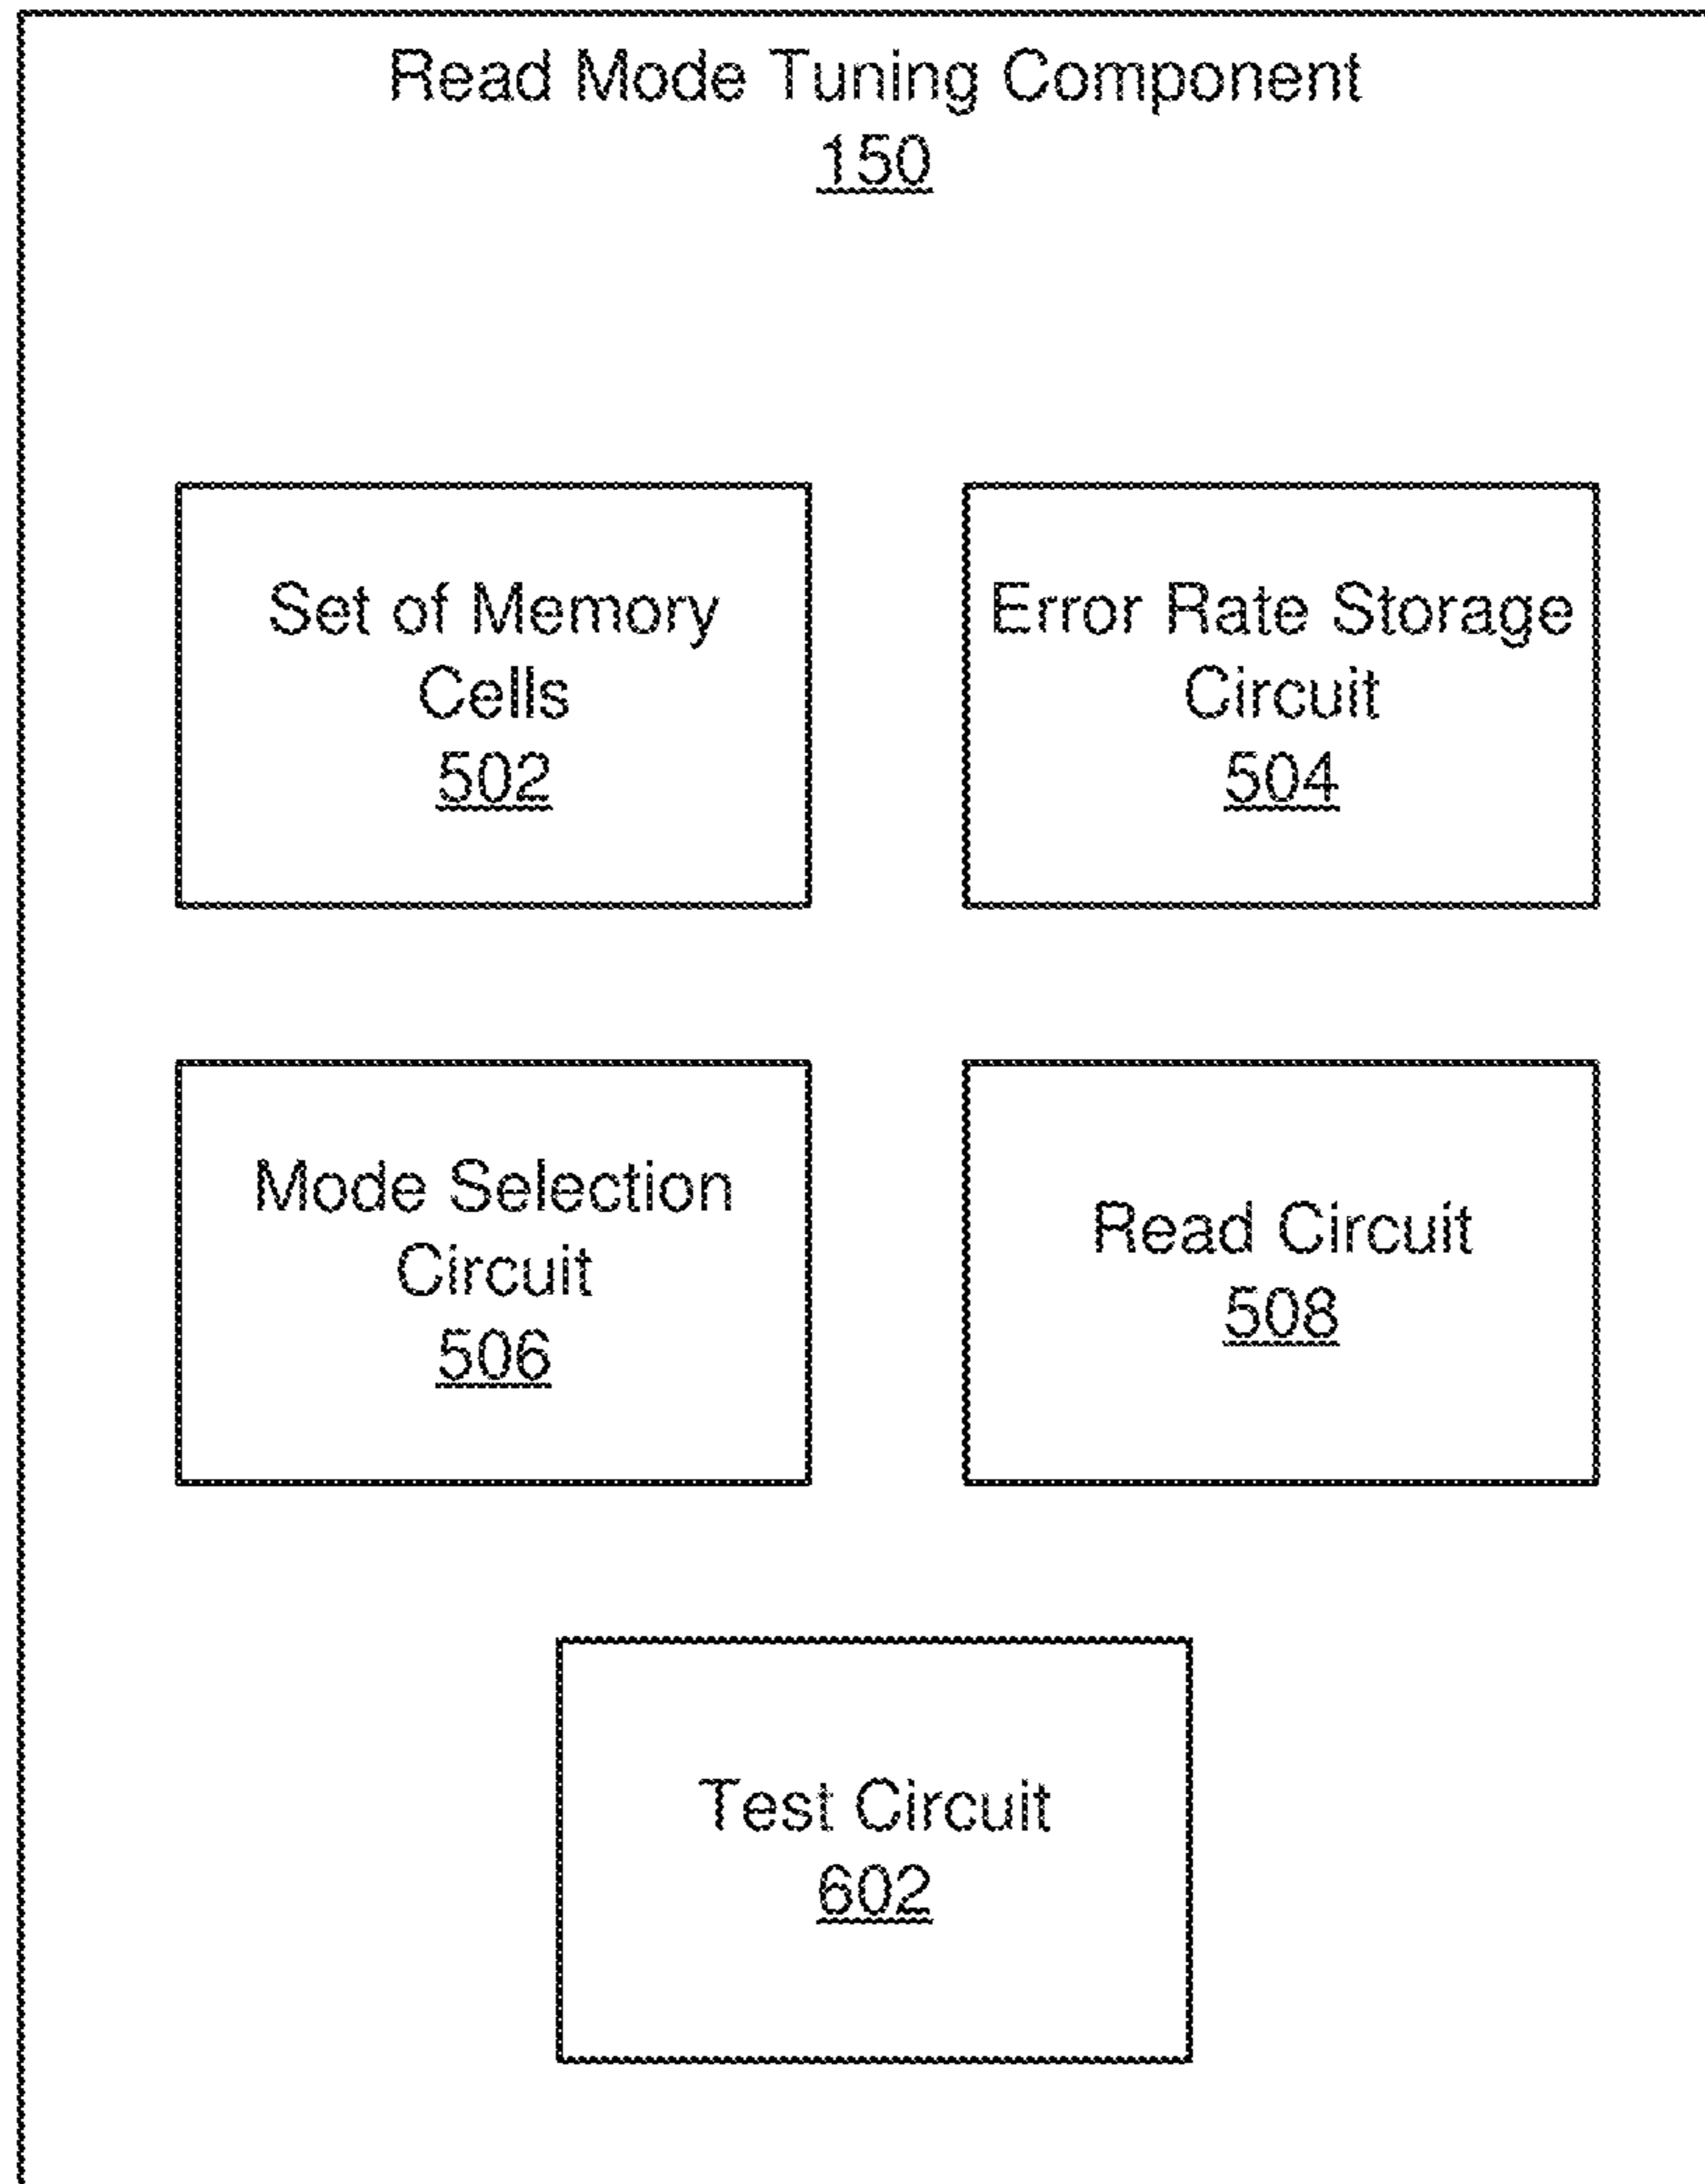 Read Mode Tuning Component
150
Set of Memory
Cells
502
Error Rate Storage
Circuit
504
Mode Selection
Circuit
506
Read Circuit
508
Test Circuit
602